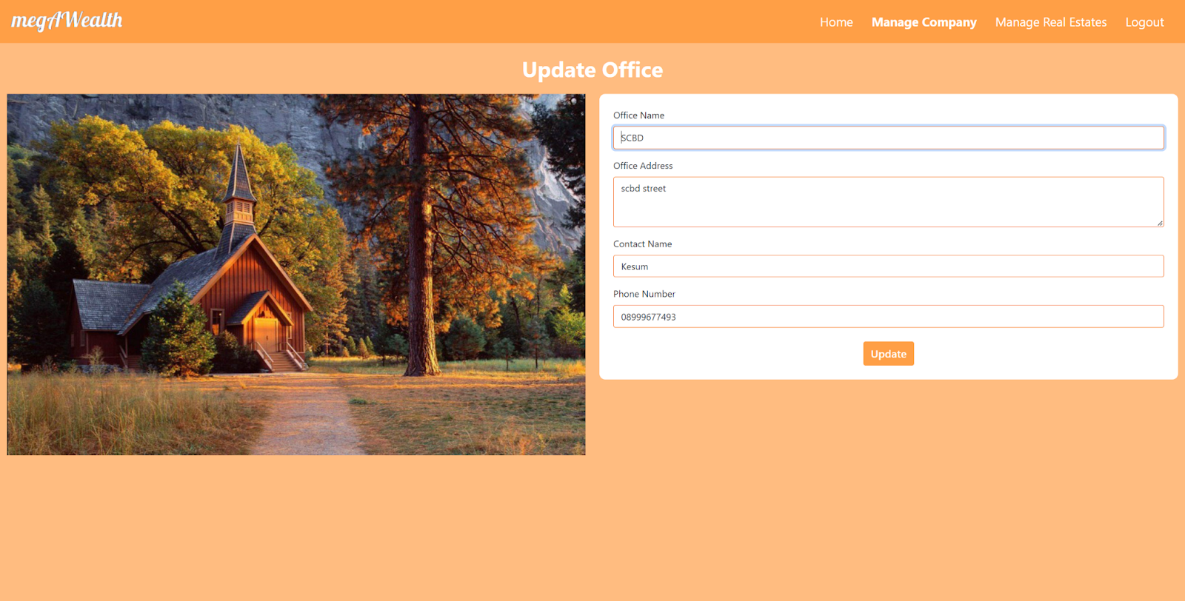 megAWealth
Home Manage Company Manage Real Estates Logout
Update Office
Office Name
SCBD
Office Address
scbd street
Contact Name
Kesum
Phone Number
08999677493
Update